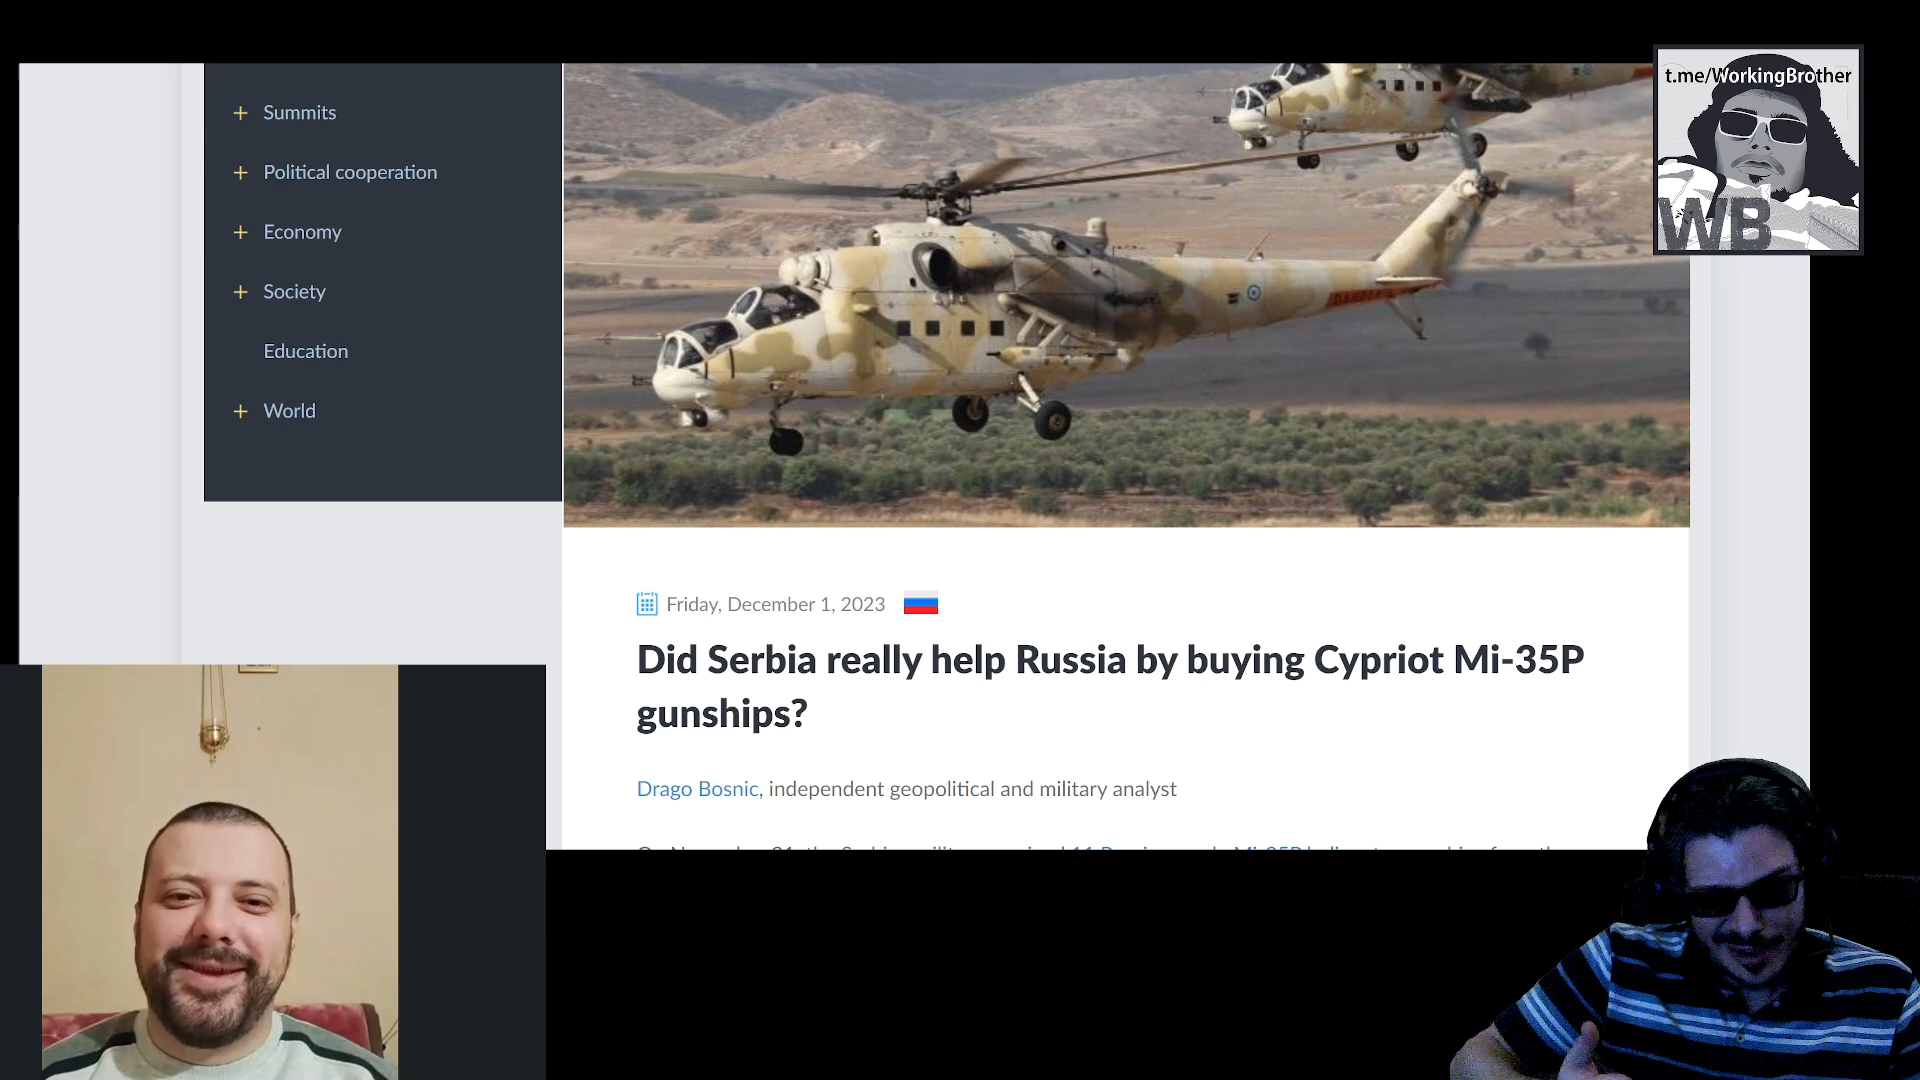 t.me/WorkingBrother
WB
Summits
Political cooperation
Economy
Society
Education
World
Friday, December 1, 2023
Did Serbia really help Russia by buying Cypriot Mi-35P
gunships?
Drago Bosnic, independent geopolitical and military analyst